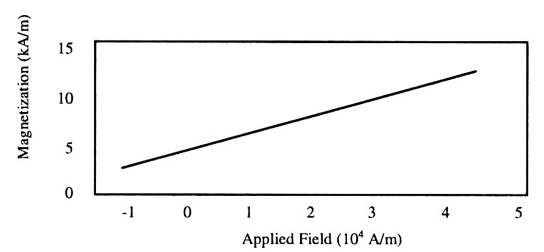 Magnetization (kA/m)
15
10
5
0
-1 0 1 2 3 4 5
Applied Field (10⁴ A/m)